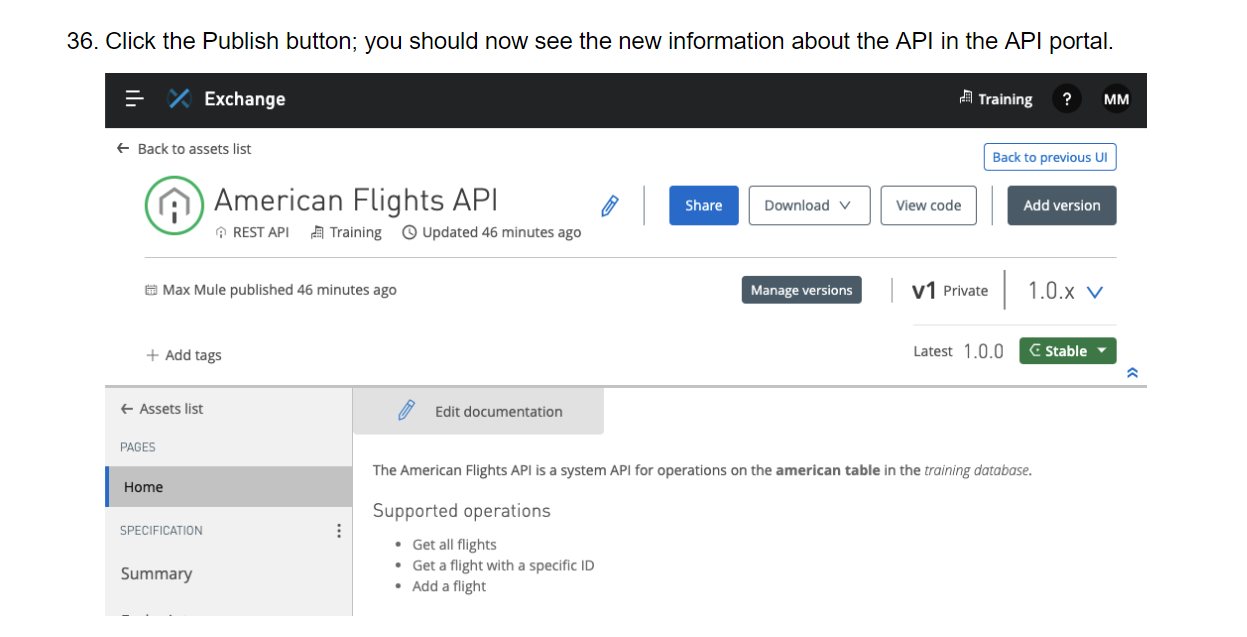 36. Click the Publish button; you should now see the new information about the API in the API portal.
Exchange Training ? MM
Back to assets list
Back to previous UI
American Flights API
Share Download View code Add version
REST API Training Updated 46 minutes ago
Max Mule published 46 minutes ago Manage versions v1 Private 1.0.x
Add tags Latest 1.0.0 Stable
Assets list
Edit documentation
PAGES
Home
The American Flights API is a system API for operations on the american table in the training database.
SPECIFICATION
Supported operations
Get all flights
Get a flight with a specific ID
Summary
Add a flight